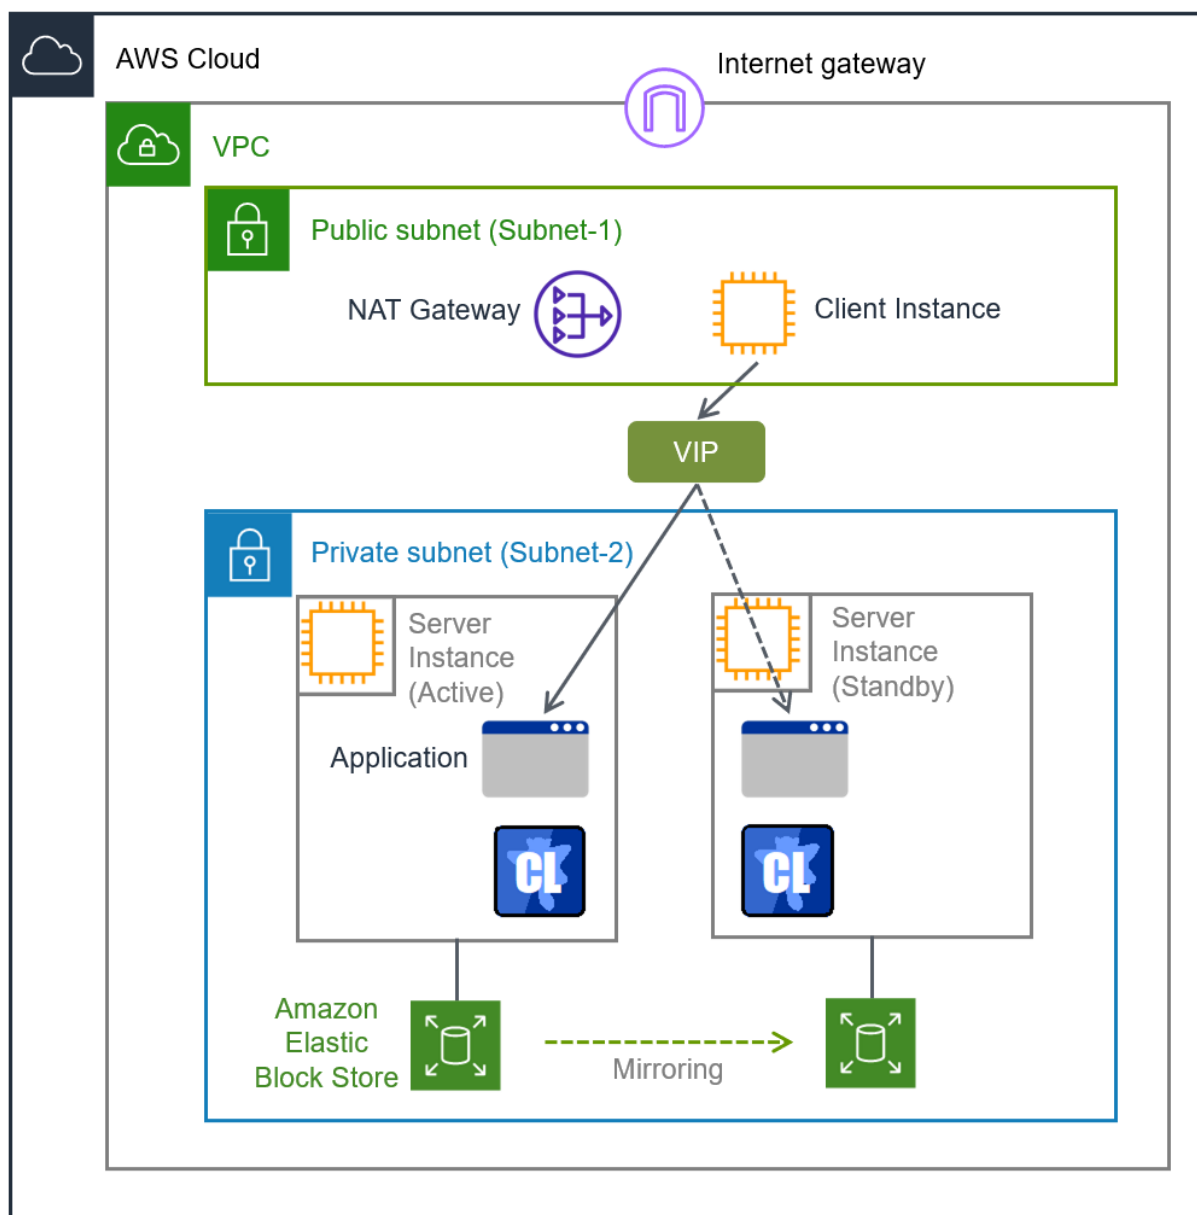 AWS Cloud
Internet gateway
VPC
Public subnet (Subnet-1)
NAT Gateway
Client Instance
VIP
Private subnet (Subnet-2)
Server
Instance
(Active)
Server
Instance
(Standby)
Application
CL
CL
Amazon
Elastic
Block Store
Mirroring